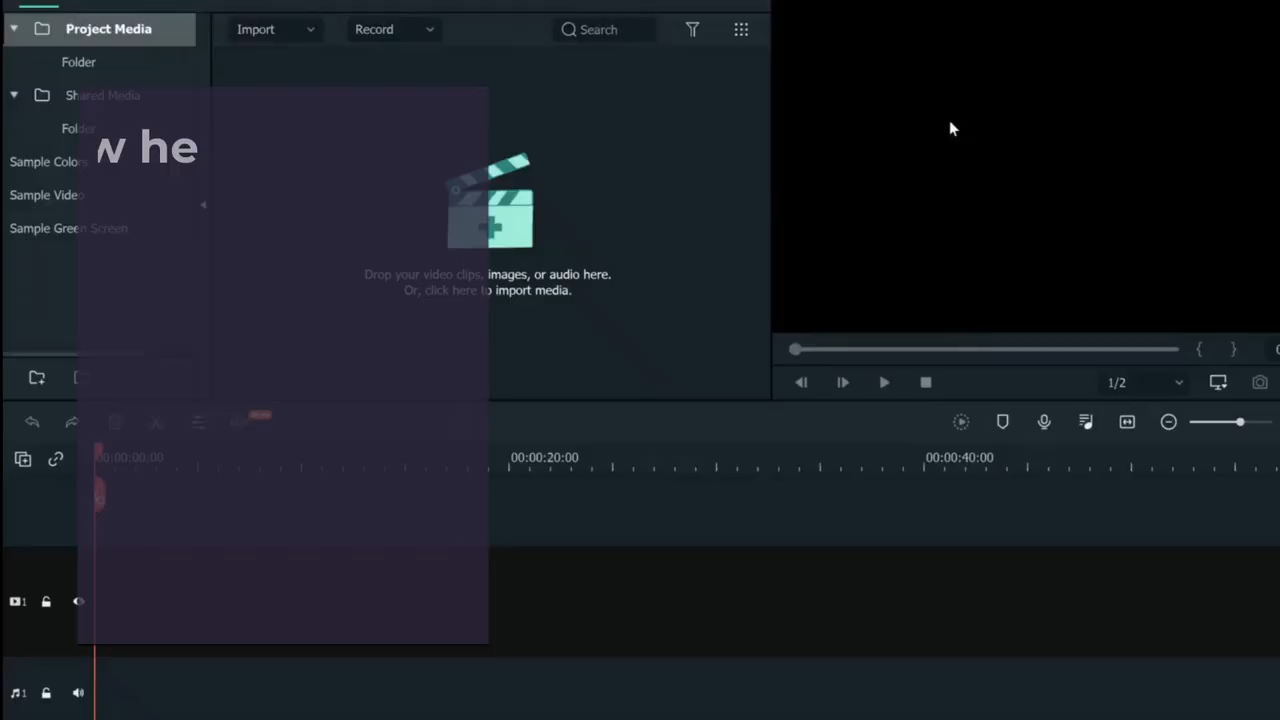 Project Media
Import
Record
Search
Folder
Shared Media
Folder
w he
Sample Colors
Sample Video
Sample Green Screen
Drop your video clips, images, or audio here.
Or, click here to import media.
{ }
1/2
00:00:00:00
00:00:20:00
00:00:40:00
1
1